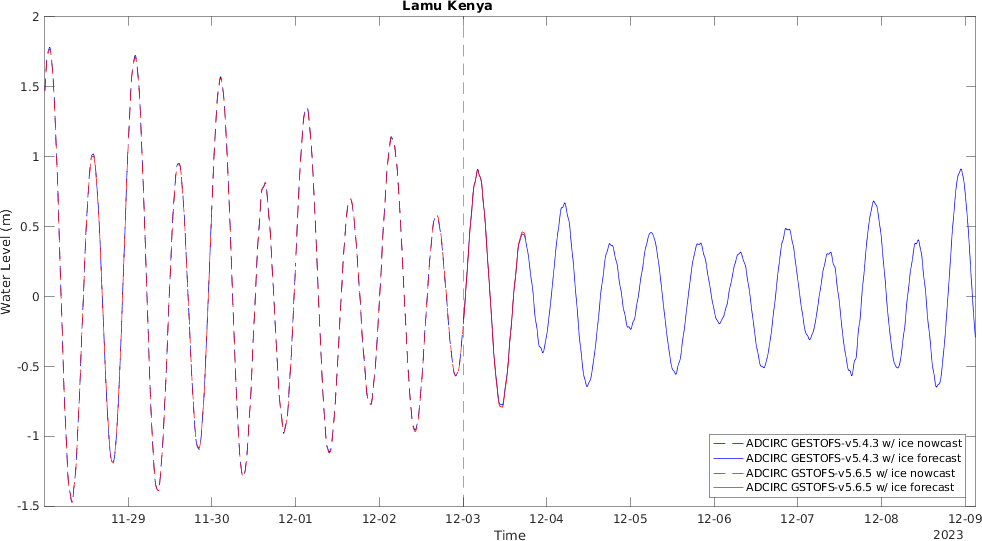 Lamu Kenya
2
1.5
1
0.5
0
-0.5
-1
-1.5
Water Level (m)
ADCIRC GESTOFS-v5.4.3 w/ ice nowcast
ADCIRC GESTOFS-v5.4.3 w/ ice forecast
ADCIRC GSTOFS-v5.6.5 w/ ice nowcast
ADCIRC GSTOFS-v5.6.5 w/ ice forecast
11-29 11-30 12-01 12-02 12-03 12-04 12-05 12-06 12-07 12-08 12-09
Time
2023